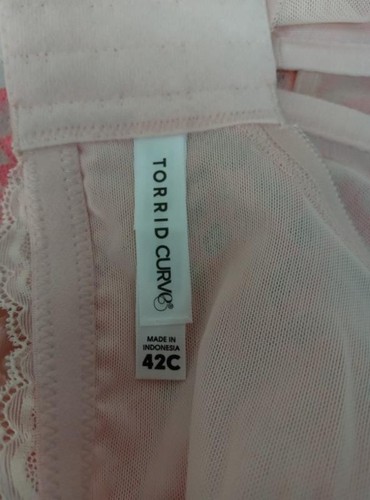 TORRID CURVE®
MADE IN
INDONESIA
42C